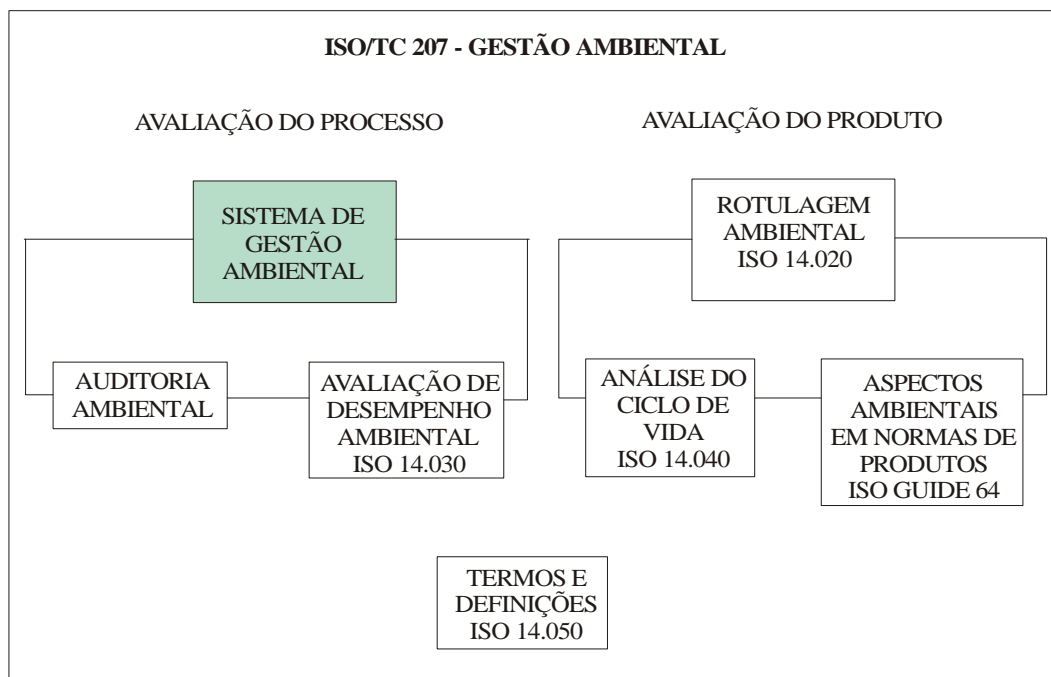 ISO/TC 207 - GESTÃO AMBIENTAL
AVALIAÇÃO DO PROCESSO
AVALIAÇÃO DO PRODUTO
SISTEMA DE
GESTÃO
AMBIENTAL
ROTULAGEM
AMBIENTAL
ISO 14.020
AUDITORIA
AMBIENTAL
AVALIAÇÃO DE
DESEMPENHO
AMBIENTAL
ISO 14.030
ANÁLISE DO
CICLO DE
VIDA
ISO 14.040
ASPECTOS
AMBIENTAIS
EM NORMAS DE
PRODUTOS
ISO GUIDE 64
TERMOS E
DEFINIÇÕES
ISO 14.050